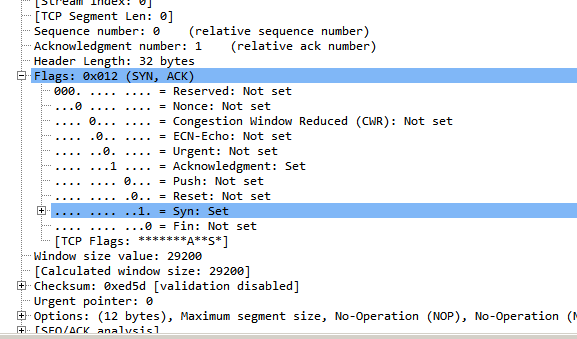 [Stream index: 0]
[TCP Segment Len: 0]
Sequence number: 0    (relative sequence number)
Acknowledgment number: 1    (relative ack number)
Header Length: 32 bytes
Flags: 0x012 (SYN, ACK)
000. .... .... = Reserved: Not set
...0 .... .... = Nonce: Not set
.... 0... .... = Congestion Window Reduced (CWR): Not set
.... .0.. .... = ECN-Echo: Not set
.... ..0. .... = Urgent: Not set
.... ...1 .... = Acknowledgment: Set
.... .... 0... = Push: Not set
.... .... .0.. = Reset: Not set
.... .... ..1. = Syn: Set
.... .... ...0 = Fin: Not set
[TCP Flags: *******A**S*]
Window size value: 29200
[Calculated window size: 29200]
Checksum: 0xed5d [validation disabled]
Urgent pointer: 0
Options: (12 bytes), Maximum segment size, No-Operation (NOP), No-Operation (N
[SEQ/ACK analysis]